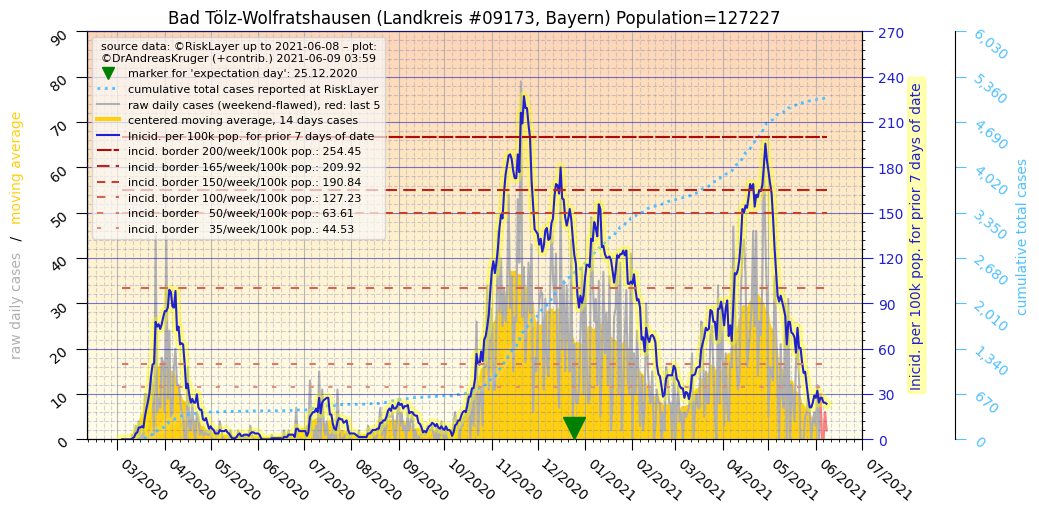 Bad Tölz-Wolfratshausen (Landkreis #09173, Bayern) Population=127227
source data: ©RiskLayer up to 2021-06-08 – plot:
©DrAndreasKruger (+contrib.) 2021-06-09 03:59
marker for 'expectation day': 25.12.2020
cumulative total cases reported at RiskLayer
raw daily cases (weekend-flawed), red: last 5
centered moving average, 14 days cases
Inicid. per 100k pop. for prior 7 days of date
incid. border 200/week/100k pop.: 254.45
incid. border 165/week/100k pop.: 209.92
incid. border 150/week/100k pop.: 190.84
incid. border 100/week/100k pop.: 127.23
incid. border   50/week/100k pop.: 63.61
incid. border   35/week/100k pop.: 44.53
raw daily cases / moving average
90
80
70
60
50
40
30
20
10
0
03/2020
04/2020
05/2020
06/2020
07/2020
08/2020
09/2020
10/2020
11/2020
12/2020
01/2021
02/2021
03/2021
04/2021
05/2021
06/2021
07/2021
270
240
210
180
150
120
90
60
30
0
Inicid. per 100k pop. for prior 7 days of date
6,030
5,360
4,690
4,020
3,350
2,680
2,010
1,340
670
0
cumulative total cases